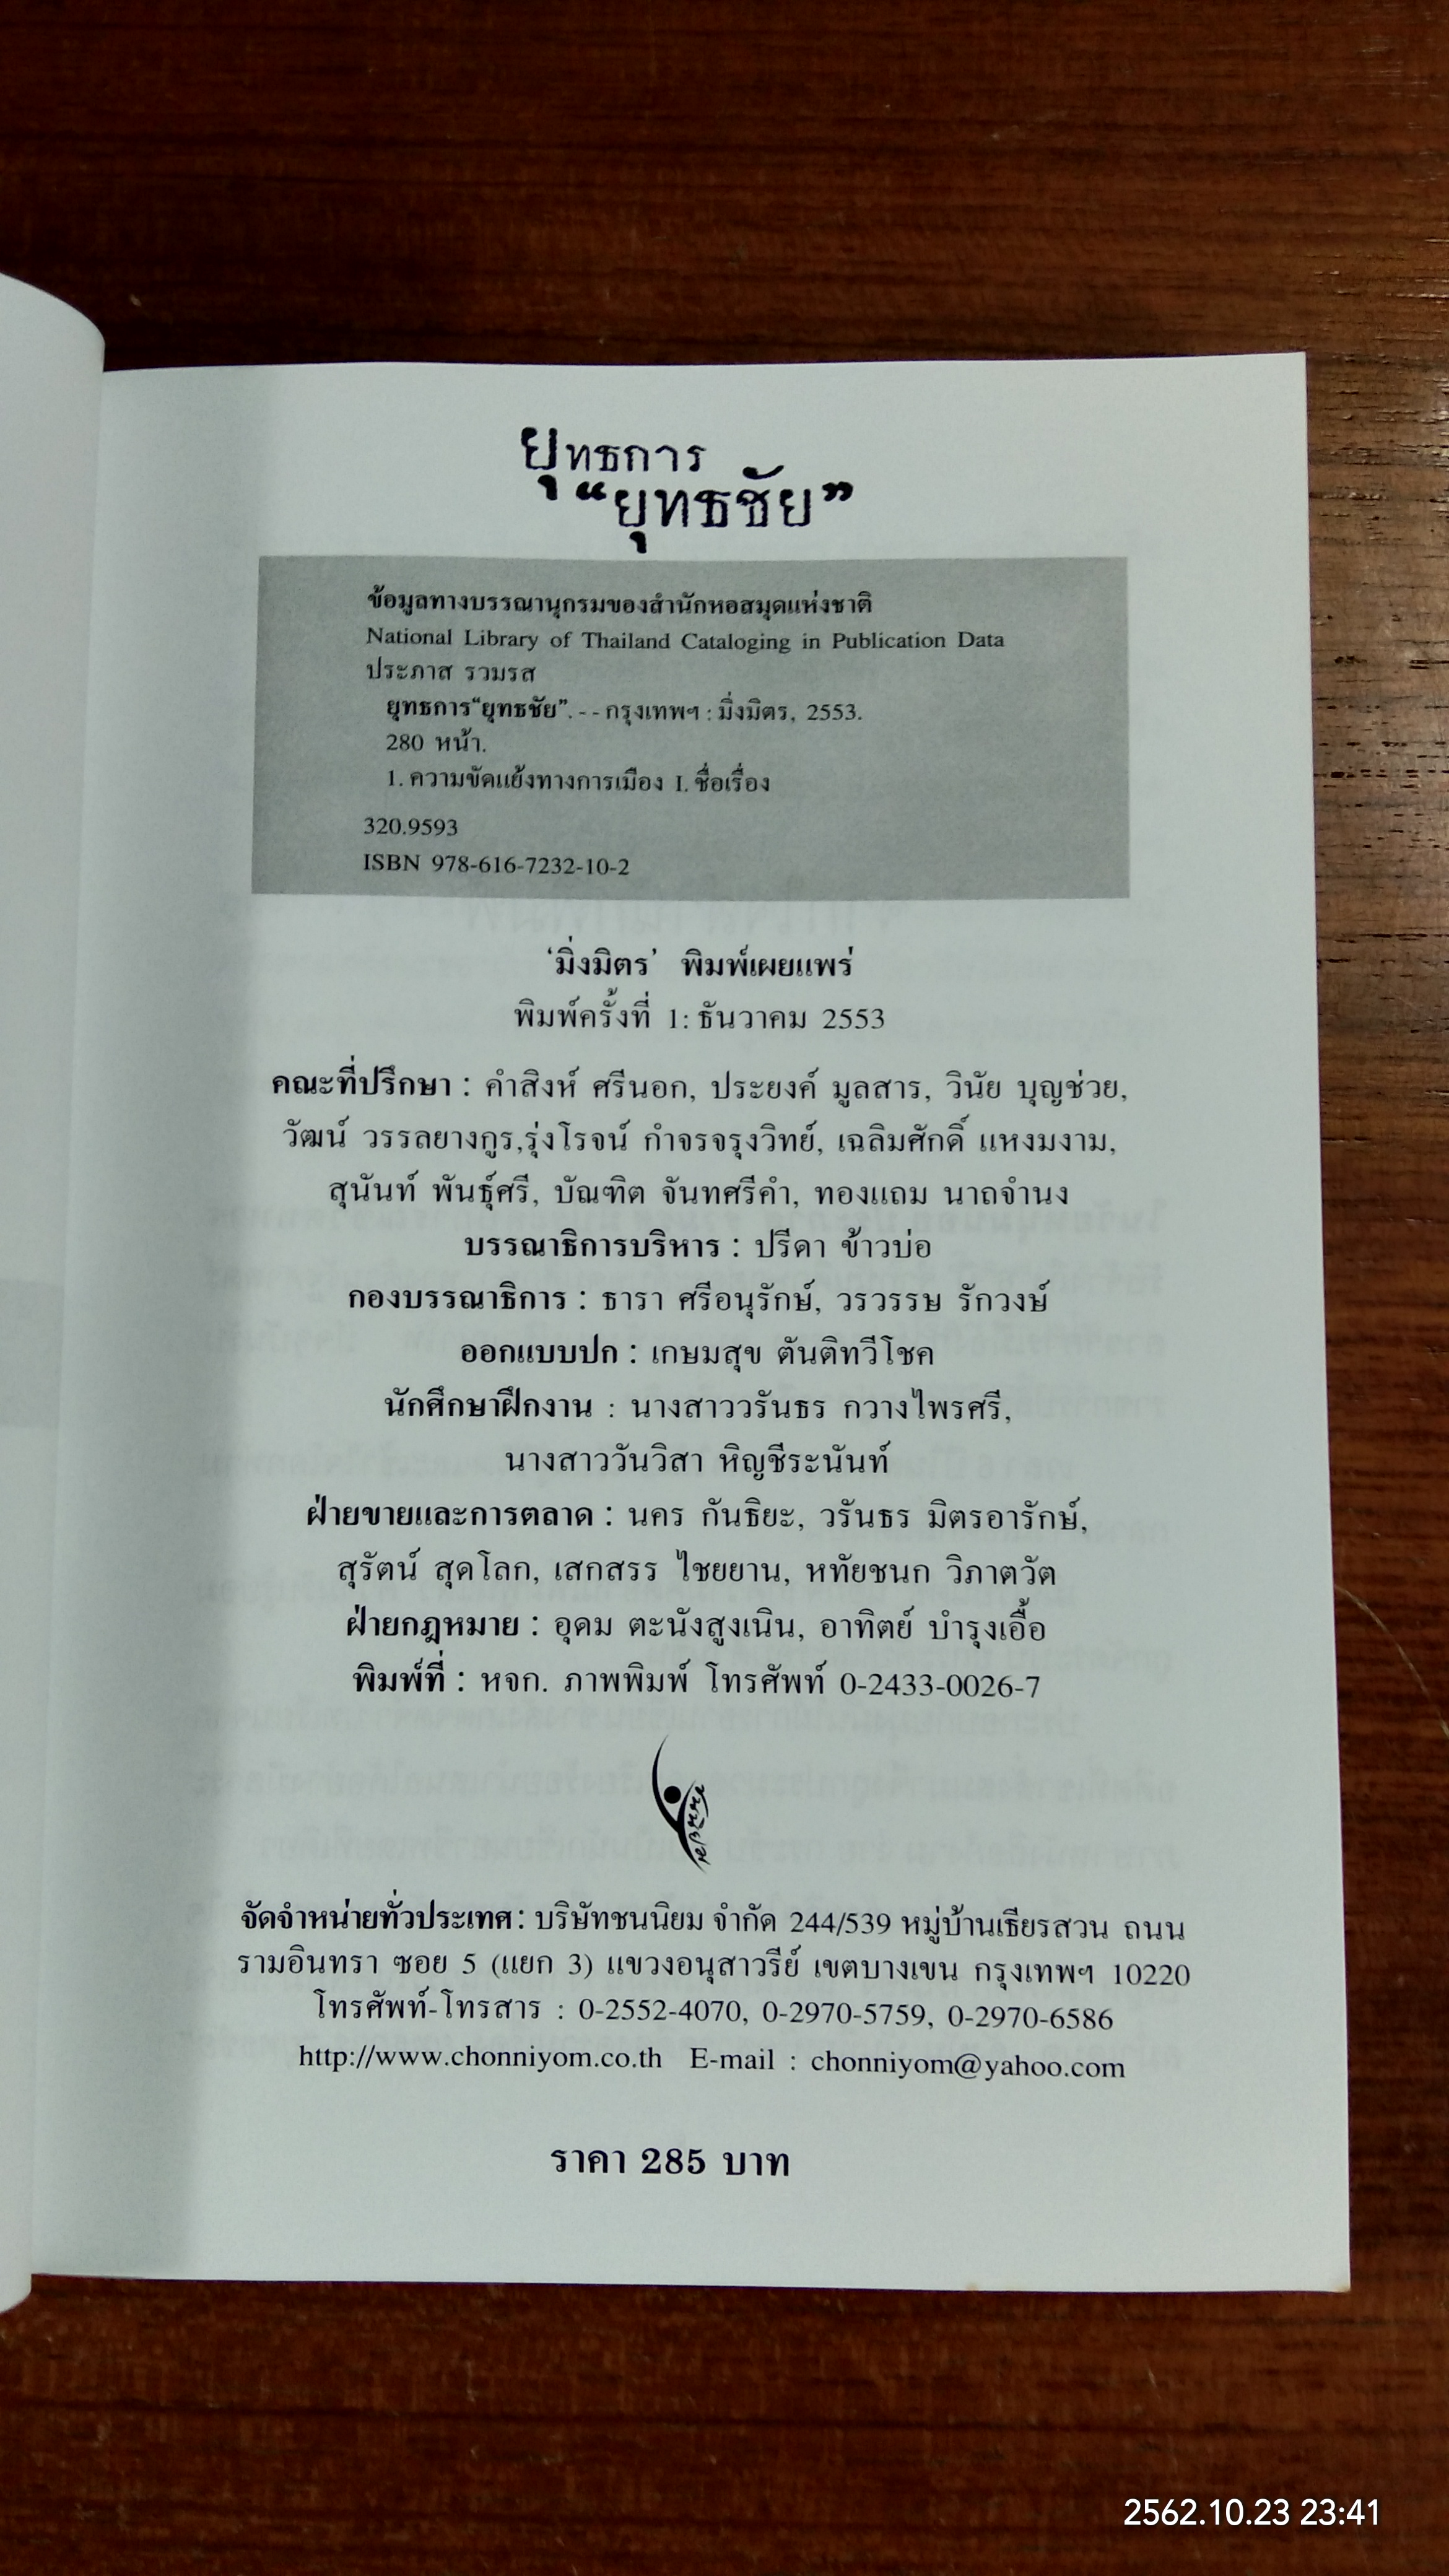 ยุทธการ
“ยุทธชัย”
ข้อมูลทางบรรณานุกรมของสำนักหอสมุดแห่งชาติ
National Library of Thailand Cataloging in Publication Data
ประภาส รวมรส
ยุทธการ“ยุทธชัย”. - - กรุงเทพฯ : มิ่งมิตร, 2553.
280 หน้า.
1. ความขัดแย้งทางการเมือง I. ชื่อเรื่อง
320.9593
ISBN 978-616-7232-10-2
‘มิ่งมิตร’ พิมพ์เผยแพร่
พิมพ์ครั้งที่ 1: ธันวาคม 2553
คณะที่ปรึกษา : คำสิงห์ ศรีนอก, ประยงค์ มูลสาร, วินัย บุญช่วย,
วัฒน์ วรรลยางกูร,รุ่งโรจน์ กำจรจรุงวิทย์, เฉลิมศักดิ์ แหงมงาม,
สุนันท์ พันธุ์ศรี, บัณฑิต จันทศรีคำ, ทองแถม นาถจำนง
บรรณาธิการบริหาร : ปรีดา ข้าวบ่อ
กองบรรณาธิการ : ธารา ศรีอนุรักษ์, วรวรรษ รักวงษ์
ออกแบบปก : เกษมสุข ตันติทวีโชค
นักศึกษาฝึกงาน : นางสาววรันธร กวางไพรศรี,
นางสาววันวิสา หิญชีระนันท์
ฝ่ายขายและการตลาด : นคร กันธิยะ, วรันธร มิตรอารักษ์,
สุรัตน์ สุดโลก, เสกสรร ไชยยาน, หทัยชนก วิภาตวัต
ฝ่ายกฎหมาย : อุดม ตะนังสูงเนิน, อาทิตย์ บำรุงเอื้อ
พิมพ์ที่ : หจก. ภาพพิมพ์ โทรศัพท์ 0-2433-0026-7
จัดจำหน่ายทั่วประเทศ: บริษัทชนนิยม จำกัด 244/539 หมู่บ้านเธียรสวน ถนน
รามอินทรา ซอย 5 (แยก 3) แขวงอนุสาวรีย์ เขตบางเขน กรุงเทพฯ 10220
โทรศัพท์-โทรสาร : 0-2552-4070, 0-2970-5759, 0-2970-6586
http://www.chonniyom.co.th E-mail : chonniyom@yahoo.com
ราคา 285 บาท
2562.10.23 23:41